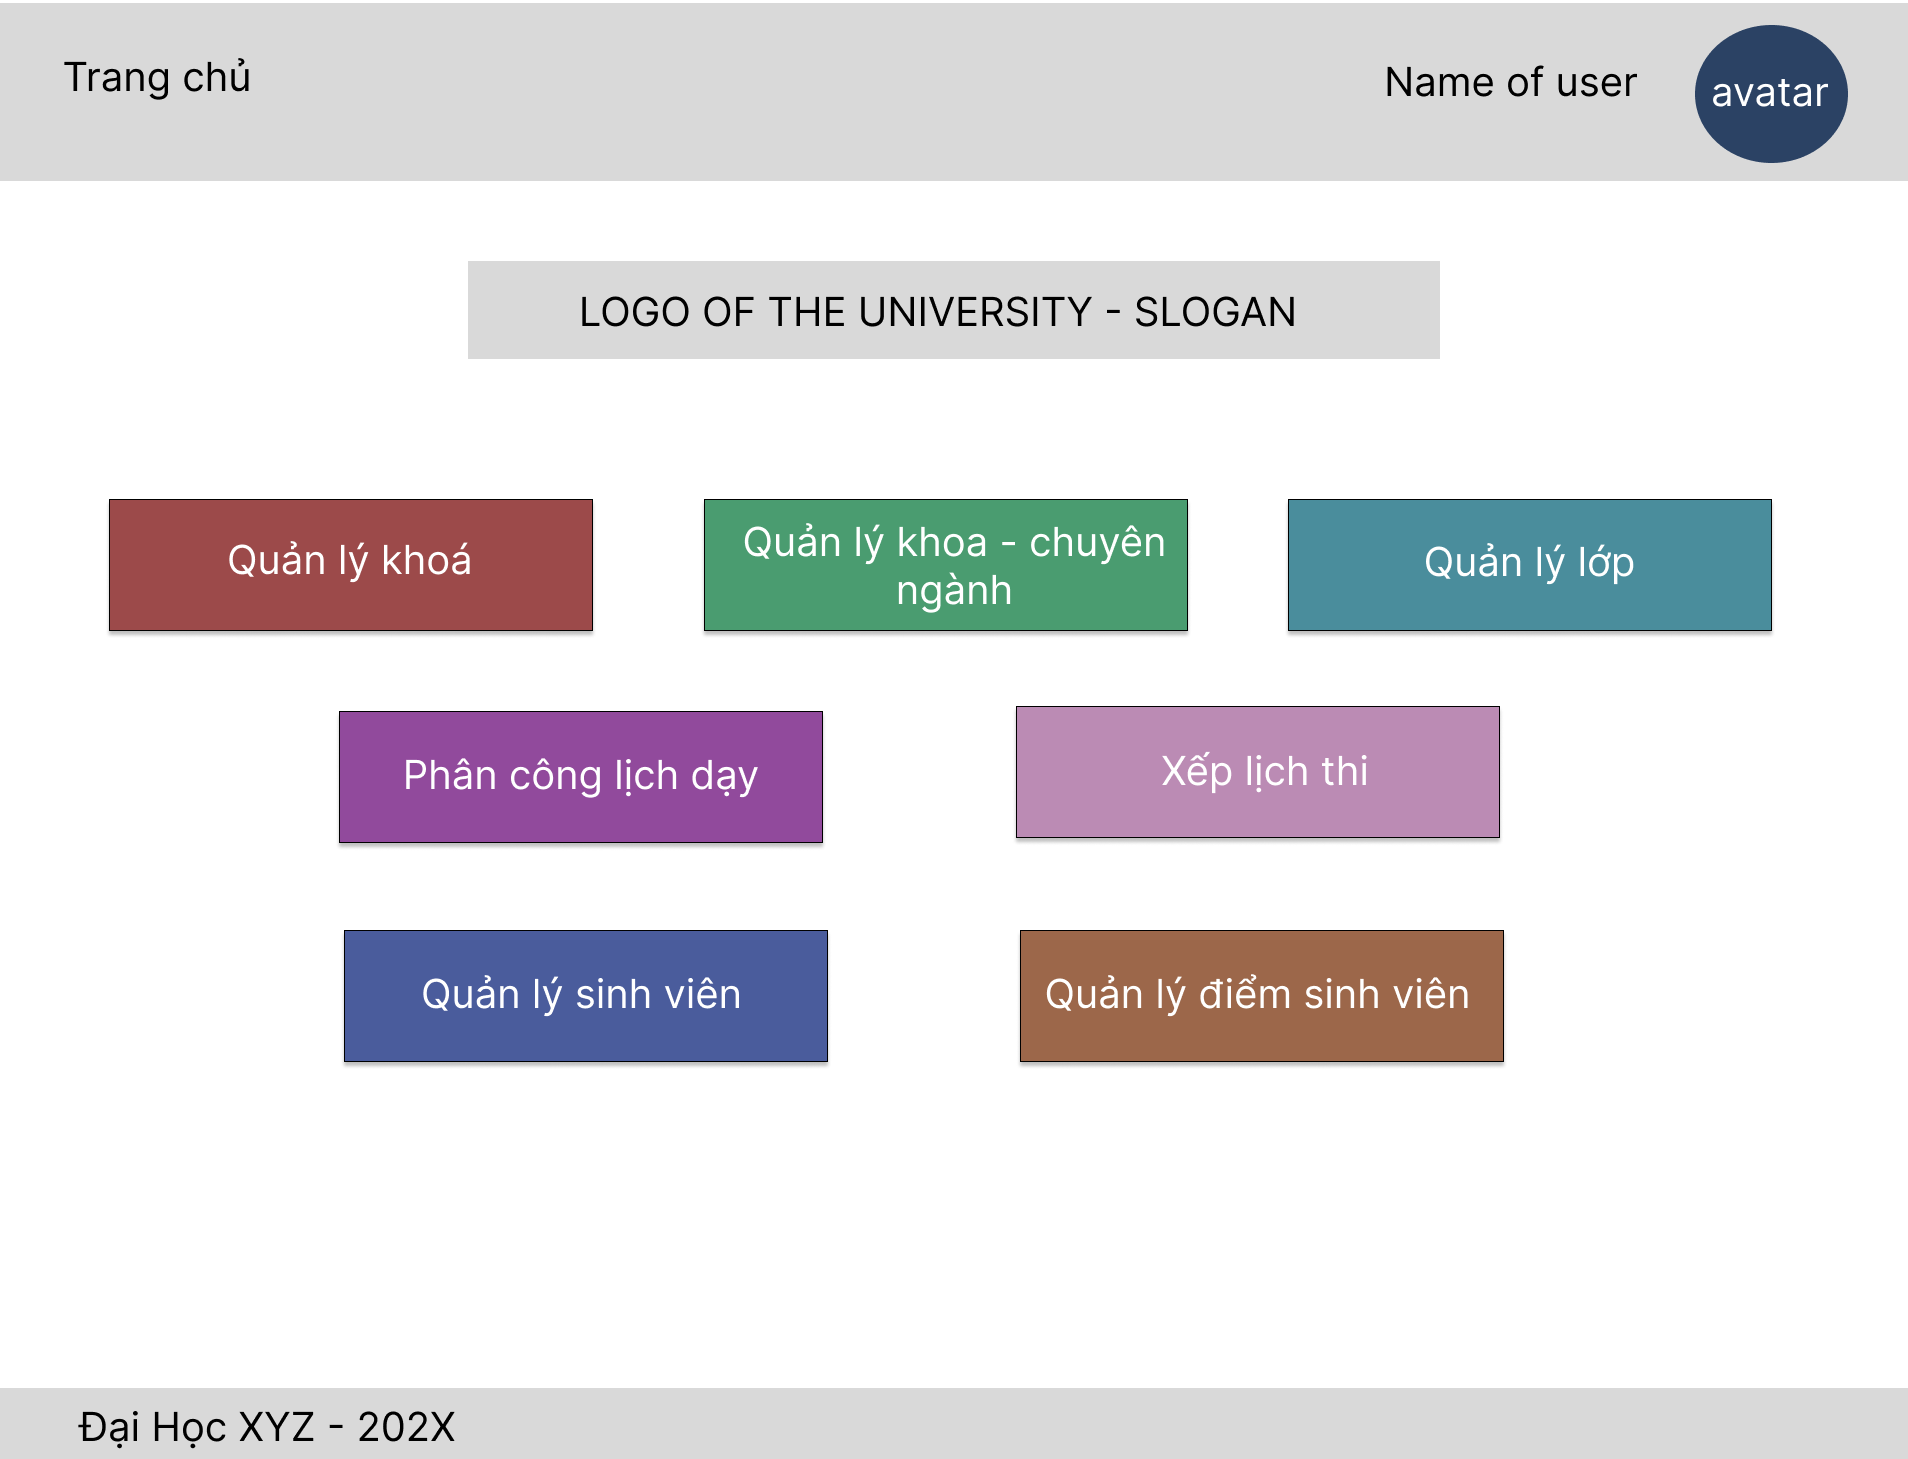 Trang chủ
Name of user
avatar
LOGO OF THE UNIVERSITY - SLOGAN
Quản lý khoá
Quản lý khoa - chuyên
ngành
Quản lý lớp
Phân công lịch dạy
Xếp lịch thi
Quản lý sinh viên
Quản lý điểm sinh viên
Đại Học XYZ - 202X